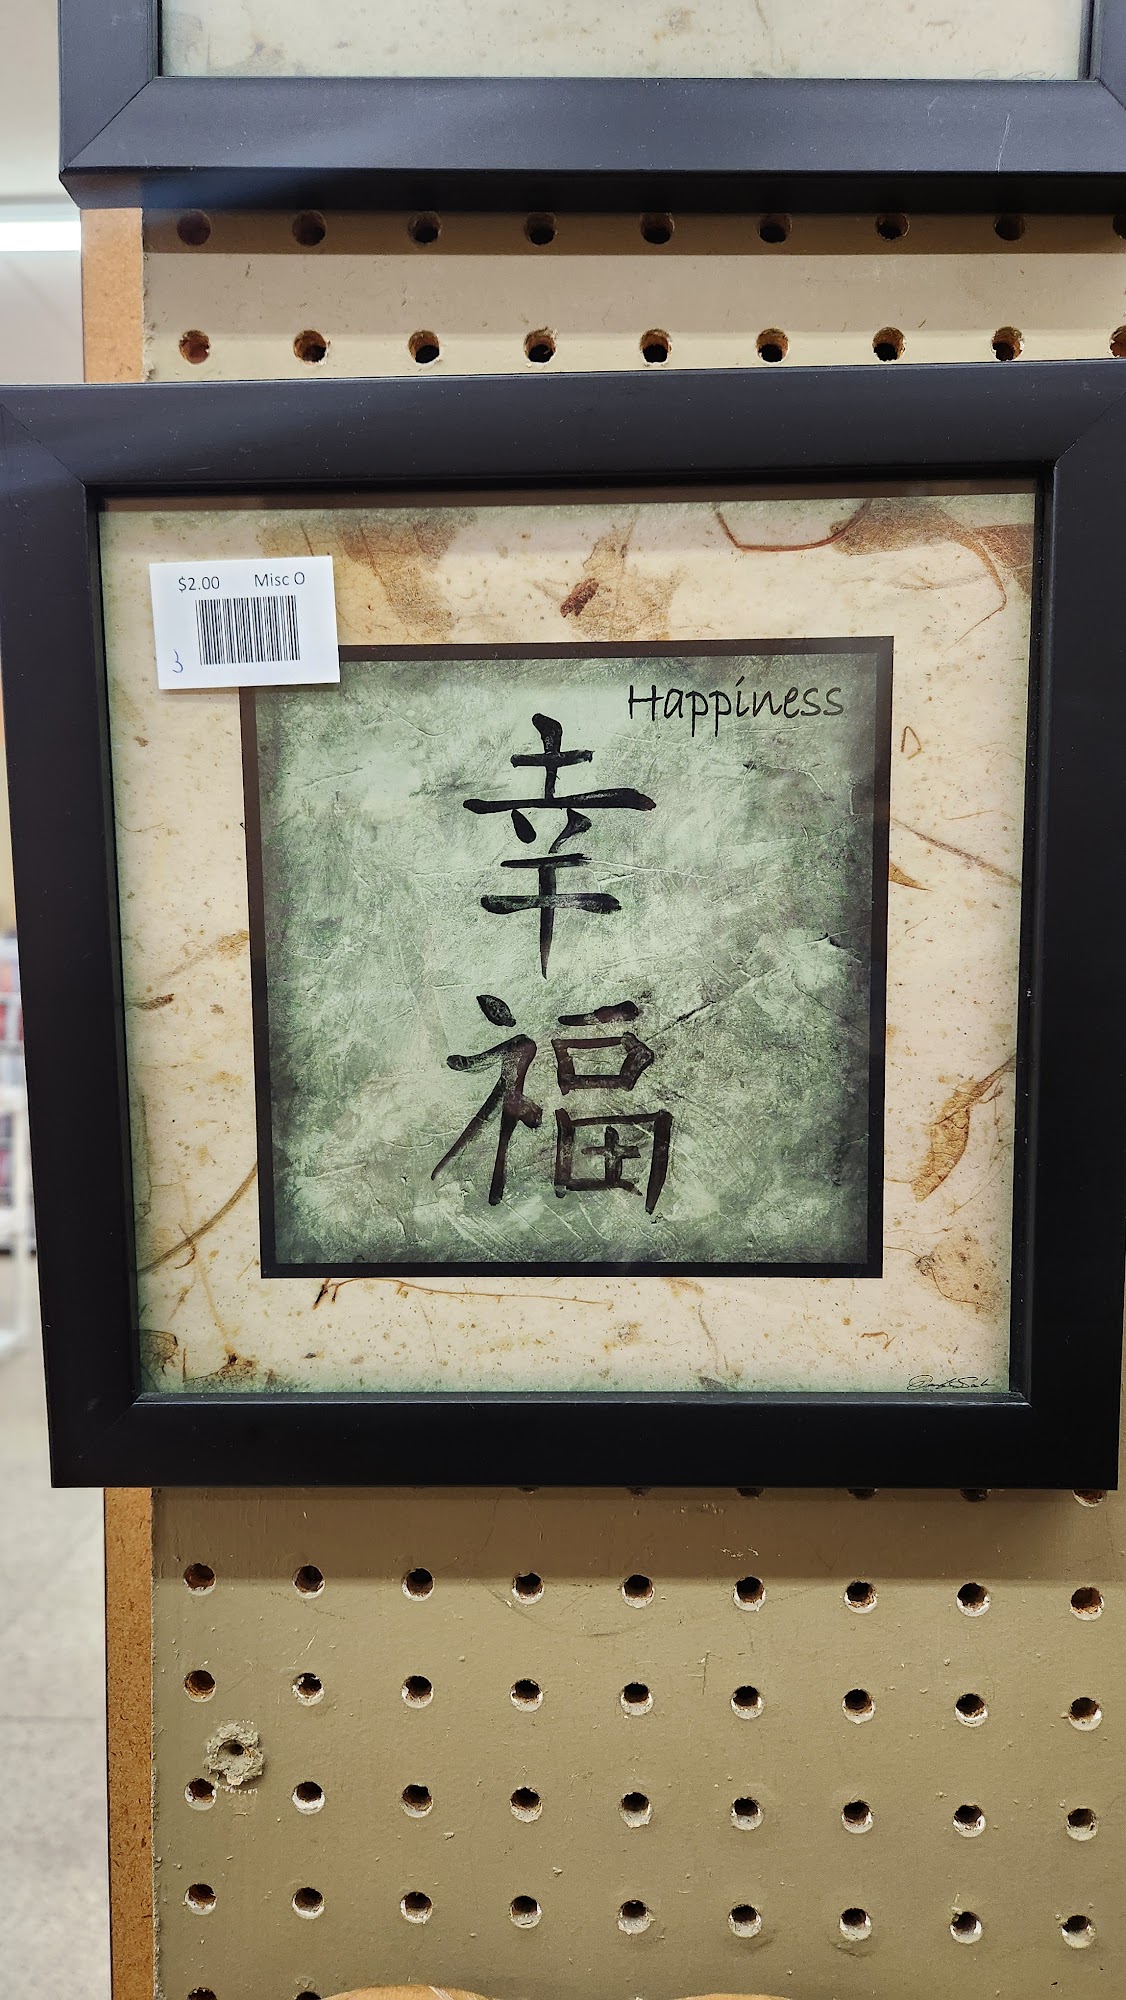 $2.00 Misc O
3
Happiness
幸
福